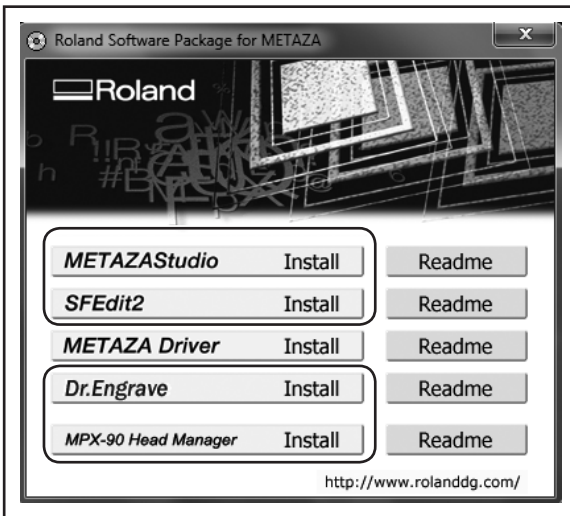 Roland Software Package for METAZA
x
Roland
METAZAStudio Install Readme
SFEdit2 Install Readme
METAZA Driver Install Readme
Dr.Engrave Install Readme
MPX-90 Head Manager Install Readme
http://www.rolanddg.com/